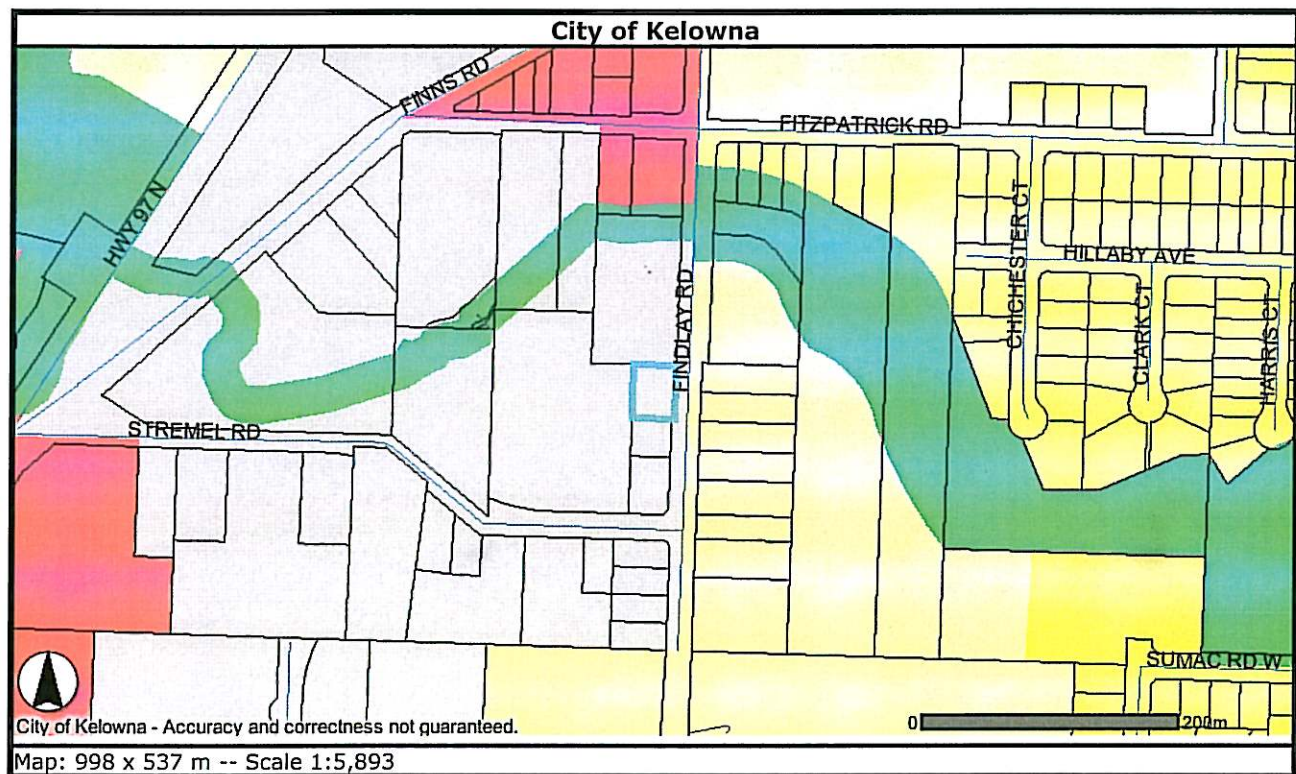 City of Kelowna
FINNS RD
FITZPATRICK RD
HWY 97 N
HILLABY AVE
CHICHESTER CT
CLARK CT
HARRIS CT
FINDLAY RD
STREMEL RD
SUMAC RD W
City of Kelowna - Accuracy and correctness not guaranteed.
0 200m
Map: 998 x 537 m -- Scale 1:5,893